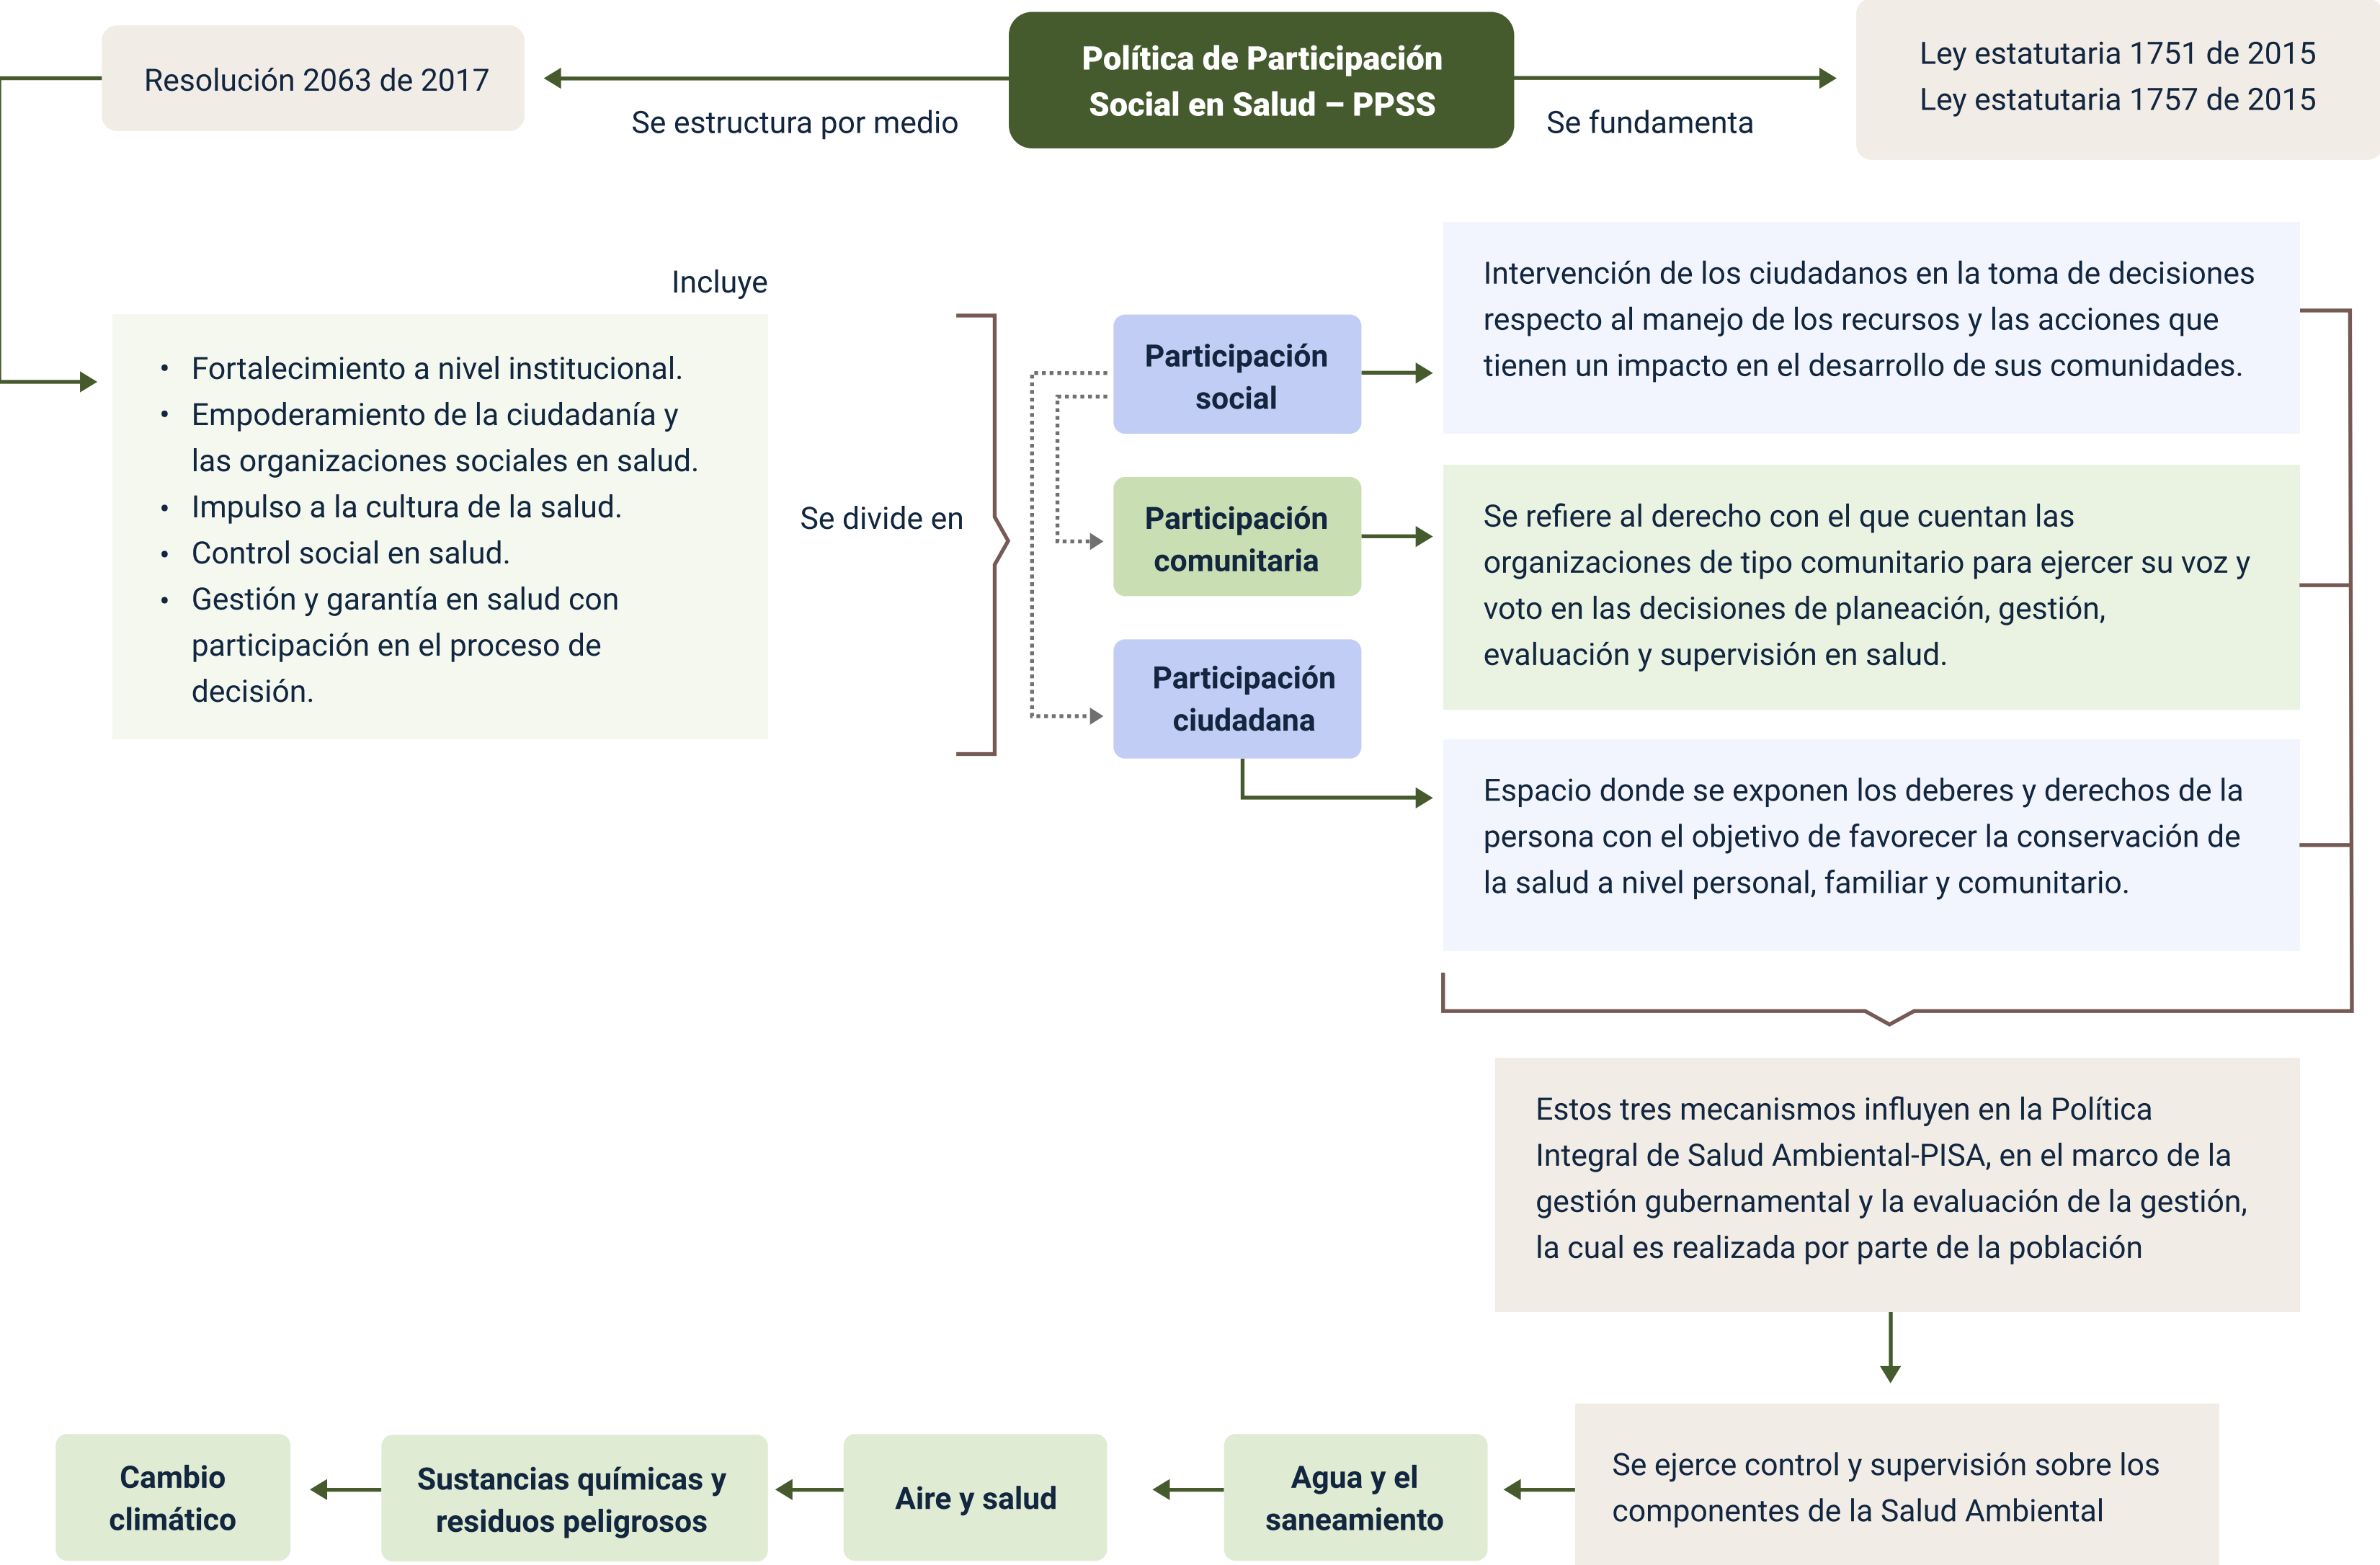 Resolución 2063 de 2017
Se estructura por medio
Política de Participación
Social en Salud – PPSS
Se fundamenta
Ley estatutaria 1751 de 2015
Ley estatutaria 1757 de 2015
Incluye
• Fortalecimiento a nivel institucional.
• Empoderamiento de la ciudadanía y
las organizaciones sociales en salud.
• Impulso a la cultura de la salud.
• Control social en salud.
• Gestión y garantía en salud con
participación en el proceso de
decisión.
Se divide en
Participación
social
Intervención de los ciudadanos en la toma de decisiones
respecto al manejo de los recursos y las acciones que
tienen un impacto en el desarrollo de sus comunidades.
Participación
comunitaria
Se refiere al derecho con el que cuentan las
organizaciones de tipo comunitario para ejercer su voz y
voto en las decisiones de planeación, gestión,
evaluación y supervisión en salud.
Participación
ciudadana
Espacio donde se exponen los deberes y derechos de la
persona con el objetivo de favorecer la conservación de
la salud a nivel personal, familiar y comunitario.
Estos tres mecanismos influyen en la Política
Integral de Salud Ambiental-PISA, en el marco de la
gestión gubernamental y la evaluación de la gestión,
la cual es realizada por parte de la población
Se ejerce control y supervisión sobre los
componentes de la Salud Ambiental
Agua y el
saneamiento
Aire y salud
Sustancias químicas y
residuos peligrosos
Cambio
climático